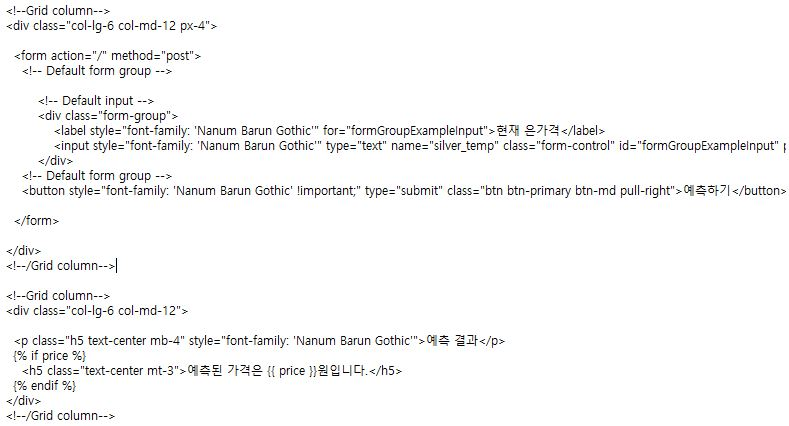 <!--Grid column-->
<div class="col-lg-6 col-md-12 px-4">
<form action="/" method="post">
<!-- Default form group -->
<!-- Default input -->
<div class="form-group">
<label style="font-family: 'Nanum Barun Gothic'" for="formGroupExampleInput">현재 은가격</label>
<input style="font-family: 'Nanum Barun Gothic'" type="text" name="silver_temp" class="form-control" id="formGroupExampleInput" p
</div>
<!-- Default form group -->
<button style="font-family: 'Nanum Barun Gothic' !important;" type="submit" class="btn btn-primary btn-md pull-right">예측하기</button>
</form>
</div>
<!--/Grid column-->
<!--Grid column-->
<div class="col-lg-6 col-md-12">
<p class="h5 text-center mb-4" style="font-family: 'Nanum Barun Gothic'">예측 결과</p>
{% if price %}
<h5 class="text-center mt-3">예측된 가격은 {{ price }}원입니다.</h5>
{% endif %}
</div>
<!--/Grid column-->